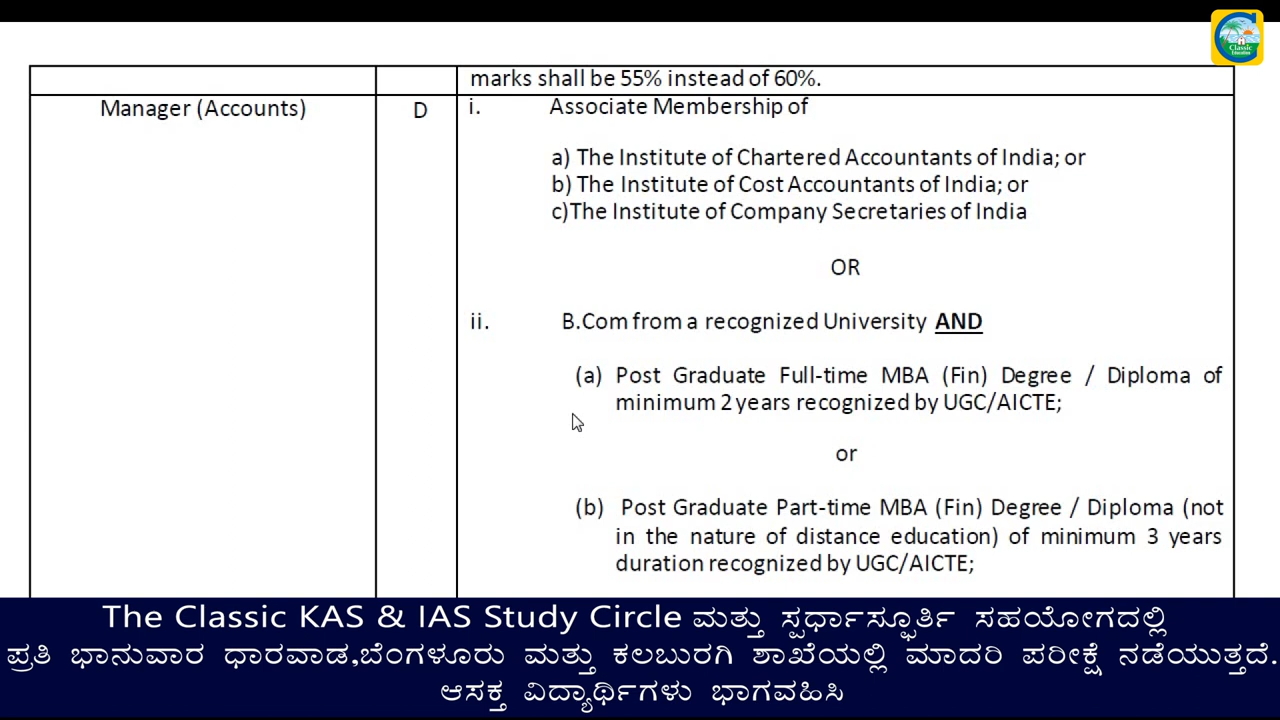 Classic
Education
marks shall be 55% instead of 60%.
Manager (Accounts)
D
i. Associate Membership of
a) The Institute of Chartered Accountants of India; or
b) The Institute of Cost Accountants of India; or
c)The Institute of Company Secretaries of India
OR
ii. B.Com from a recognized University AND
(a) Post Graduate Full-time MBA (Fin) Degree / Diploma of
minimum 2 years recognized by UGC/AICTE;
or
(b) Post Graduate Part-time MBA (Fin) Degree / Diploma (not
in the nature of distance education) of minimum 3 years
duration recognized by UGC/AICTE;
The Classic KAS & IAS Study Circle ಮತ್ತು ಸ್ಪರ್ಧಾಸ್ಫೂರ್ತಿ ಸಹಯೋಗದಲ್ಲಿ
ಪ್ರತಿ ಭಾನುವಾರ ಧಾರವಾಡ,ಬೆಂಗಳೂರು ಮತ್ತು ಕಲಬುರಗಿ ಶಾಖೆಯಲ್ಲಿ ಮಾದರಿ ಪರೀಕ್ಷೆ ನಡೆಯುತ್ತದೆ.
ಆಸಕ್ತ ವಿದ್ಯಾರ್ಥಿಗಳು ಭಾಗವಹಿಸಿ